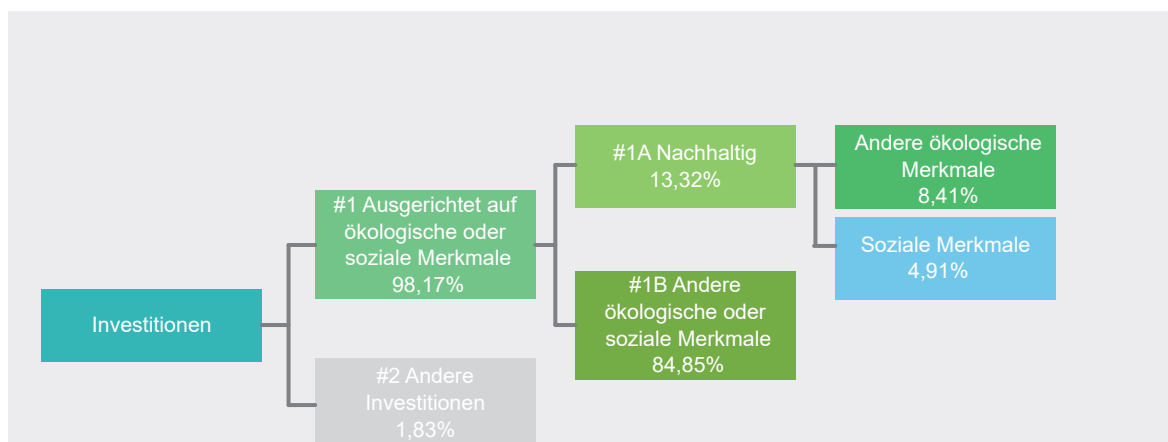 Investitionen
#1 Ausgerichtet auf
ökologische oder
soziale Merkmale
98,17%
#2 Andere
Investitionen
1,83%
#1A Nachhaltig
13,32%
#1B Andere
ökologische oder
soziale Merkmale
84,85%
Andere ökologische
Merkmale
8,41%
Soziale Merkmale
4,91%